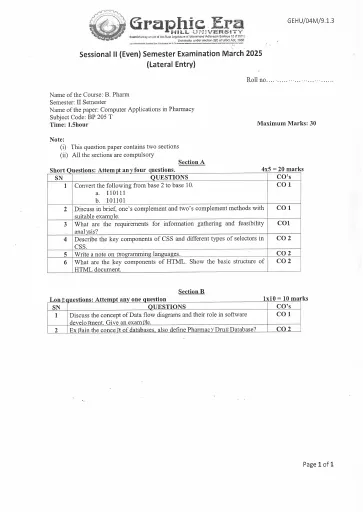 GEHU/04M/9.1.3
Graphic Era
HILL UNIVERSITY
Sessional II (Even) Semester Examination March 2025
(Lateral Entry)
Roll no.................................
Name of the Course: B. Pharm
Semester: II Semester
Name of the paper: Computer Applications in Pharmacy
Subject Code: BP 205 T
Time: 1.5hour Maximum Marks: 30
Note:
(i) This question paper contains two sections
(ii) All the sections are compulsory
Section A
Short Questions: Attempt any four questions. 4x5 = 20 marks
SN QUESTIONS CO's
1 Convert the following from base 2 to base 10. CO 1
a. 110111
b. 101101
2 Discuss in brief, one's complement and two's complement methods with CO 1
suitable example.
3 What are the requirements for information gathering and feasibility CO1
analysis?
4 Describe the key components of CSS and different types of selectors in CO 2
CSS.
5 Write a note on programming languages. CO 2
6 What are the key components of HTML. Show the basic structure of CO 2
HTML document.
Section B
Long questions: Attempt any one question 1x10 = 10 marks
SN QUESTIONS CO's
1 Discuss the concept of Data flow diagrams and their role in software CO 1
development. Give an example.
2 Explain the concept of databases, also define Pharmacy Drug Database? CO 2
Page 1 of 1